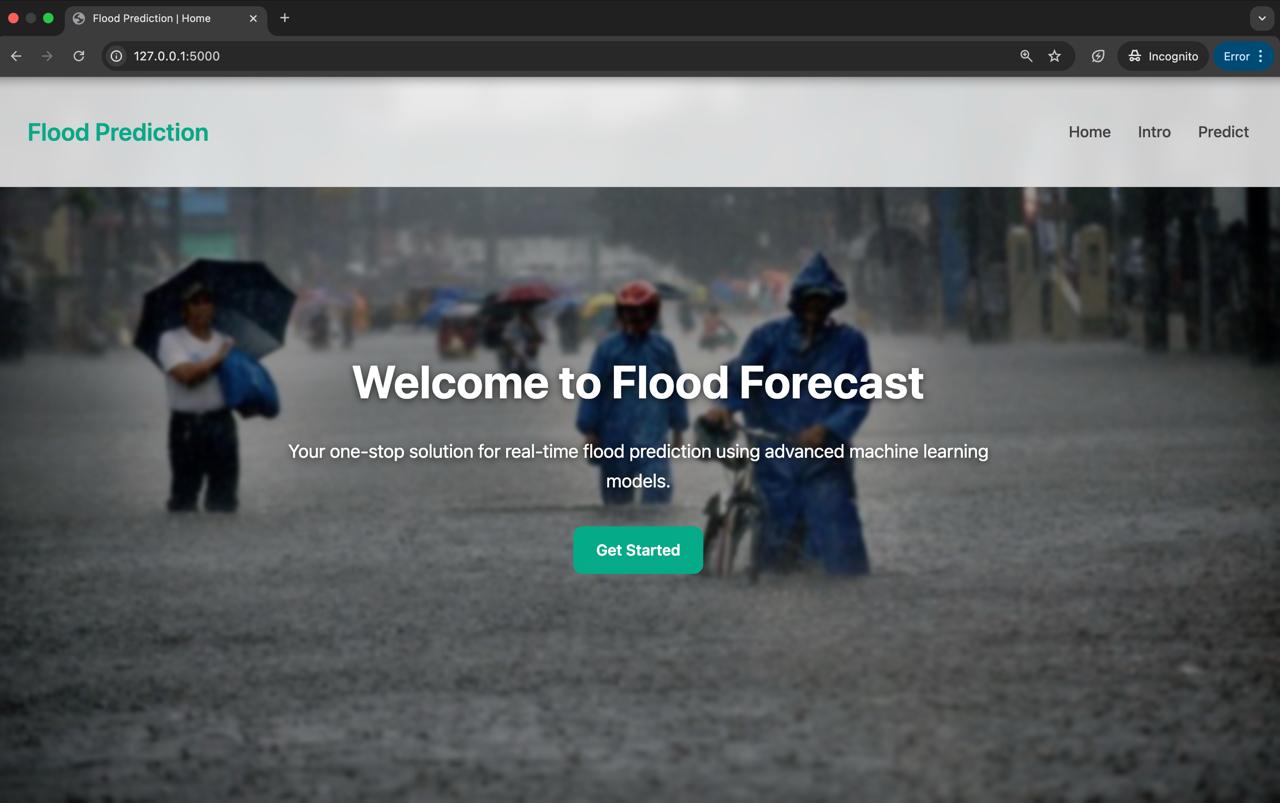 Flood Prediction | Home
127.0.0.1:5000
Incognito
Error
Flood Prediction
Home Intro Predict
Welcome to Flood Forecast
Your one-stop solution for real-time flood prediction using advanced machine learning
models.
Get Started